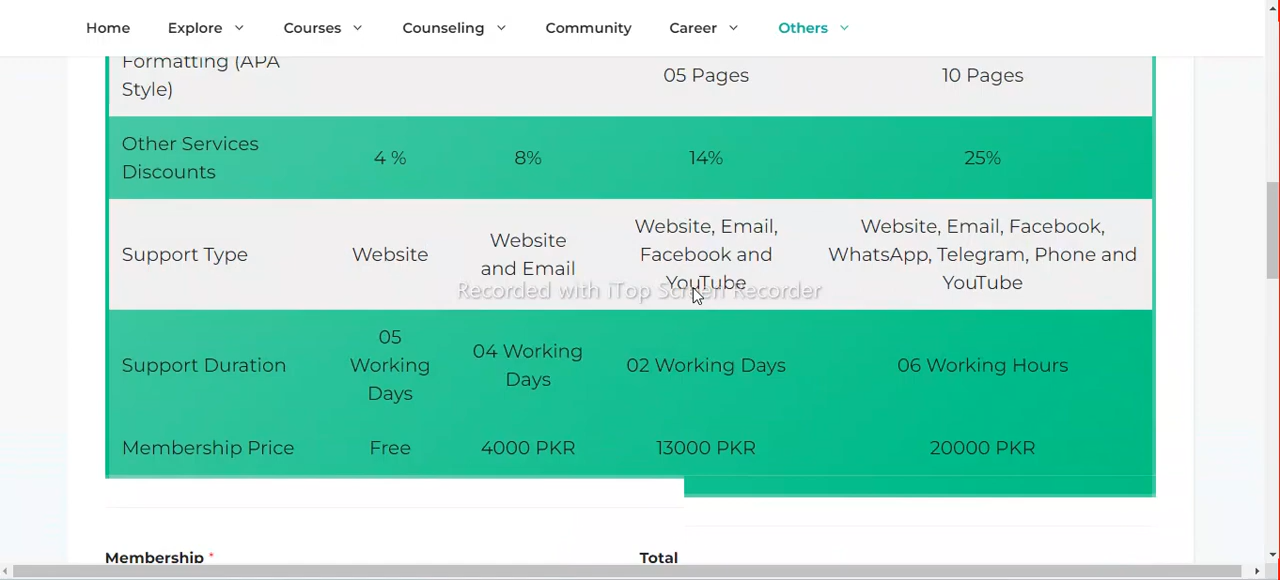 Home Explore Courses Counseling Community Career Others
Formatting (APA
Style)
05 Pages
10 Pages
Other Services
Discounts
4 %
8%
14%
25%
Support Type
Website
Website
and Email
Website, Email,
Facebook and
YouTube
Website, Email, Facebook,
WhatsApp, Telegram, Phone and
YouTube
Recorded with iTop Screen Recorder
Support Duration
05
Working
Days
04 Working
Days
02 Working Days
06 Working Hours
Membership Price
Free
4000 PKR
13000 PKR
20000 PKR
Membership *
Total